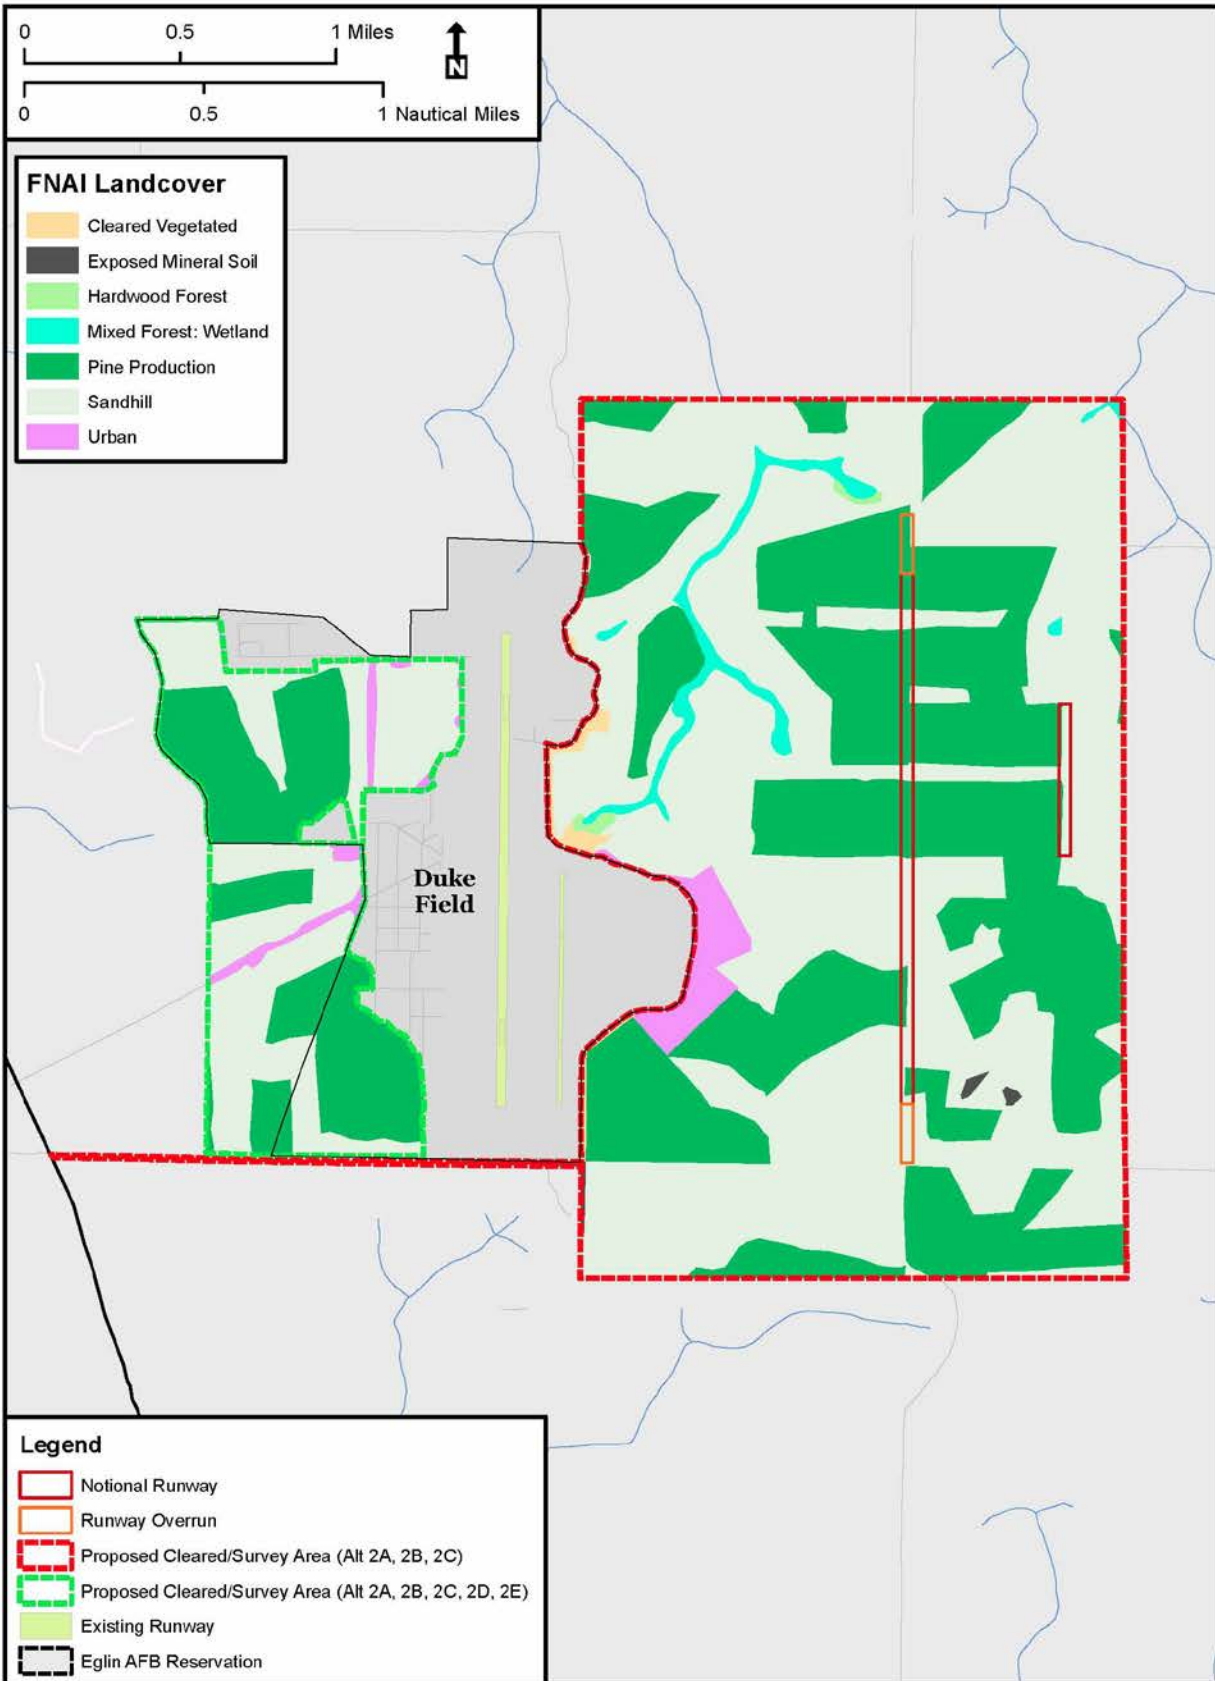 0 0.5 1 Miles
N
0 0.5 1 Nautical Miles
FNAI Landcover
Cleared Vegetated
Exposed Mineral Soil
Hardwood Forest
Mixed Forest: Wetland
Pine Production
Sandhill
Urban
Duke
Field
Legend
Notional Runway
Runway Overrun
Proposed Cleared/Survey Area (Alt 2A, 2B, 2C)
Proposed Cleared/Survey Area (Alt 2A, 2B, 2C, 2D, 2E)
Existing Runway
Eglin AFB Reservation